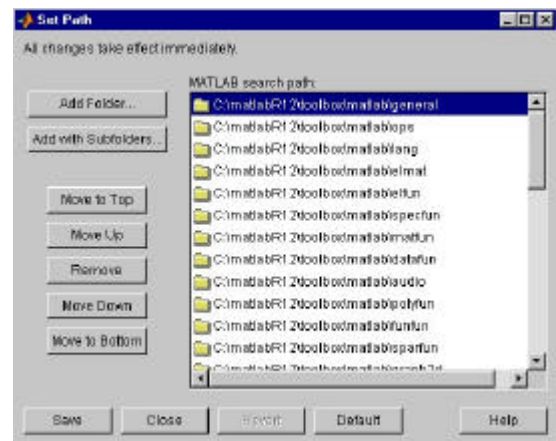 Set Path
All changes take effect immediately.
MATLAB search path:
Add Folder...
Add with Subfolders...
Move to Top
Move Up
Remove
Move Down
Move to Bottom
C:\matlabR12\toolbox\matlab\general
C:\matlabR12\toolbox\matlab\ops
C:\matlabR12\toolbox\matlab\lang
C:\matlabR12\toolbox\matlab\elmat
C:\matlabR12\toolbox\matlab\elfun
C:\matlabR12\toolbox\matlab\specfun
C:\matlabR12\toolbox\matlab\matfun
C:\matlabR12\toolbox\matlab\datafun
C:\matlabR12\toolbox\matlab\audio
C:\matlabR12\toolbox\matlab\polyfun
C:\matlabR12\toolbox\matlab\funfun
C:\matlabR12\toolbox\matlab\sparfun
C:\matlabR12\toolbox\matlab\graph2d
Save
Close
Revert
Default
Help